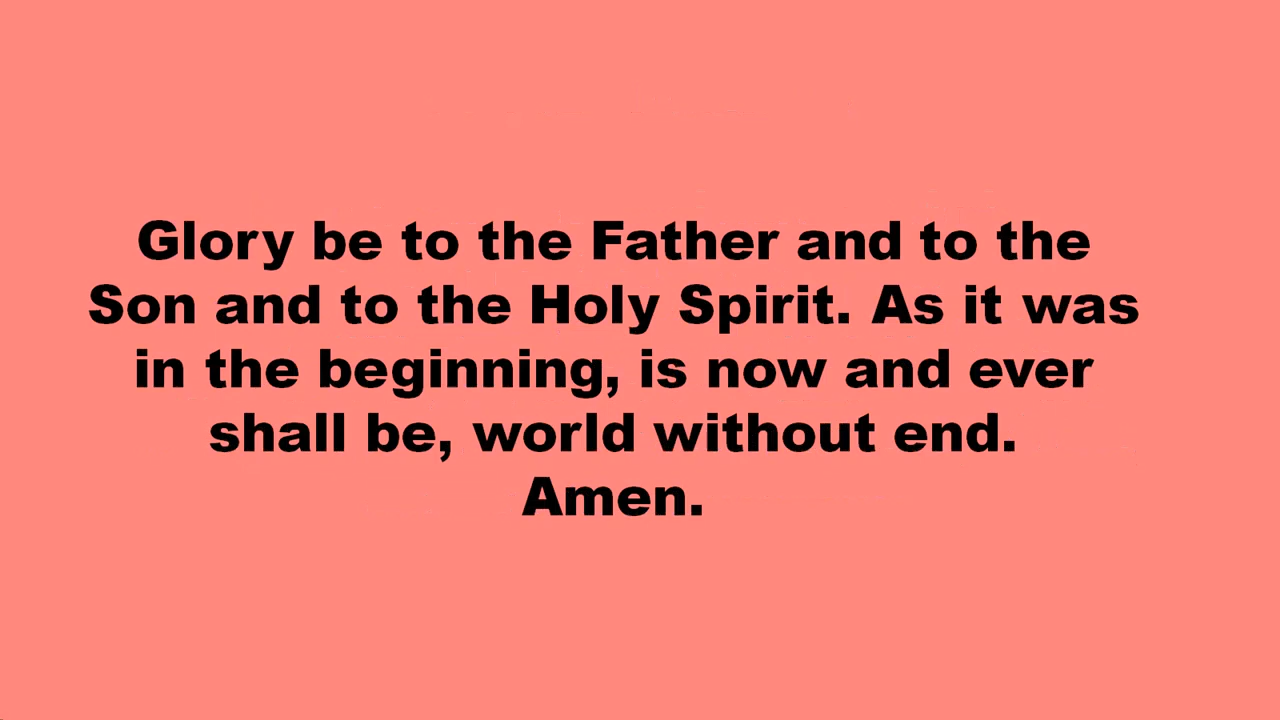 Glory be to the Father and to the
Son and to the Holy Spirit. As it was
in the beginning, is now and ever
shall be, world without end.
Amen.